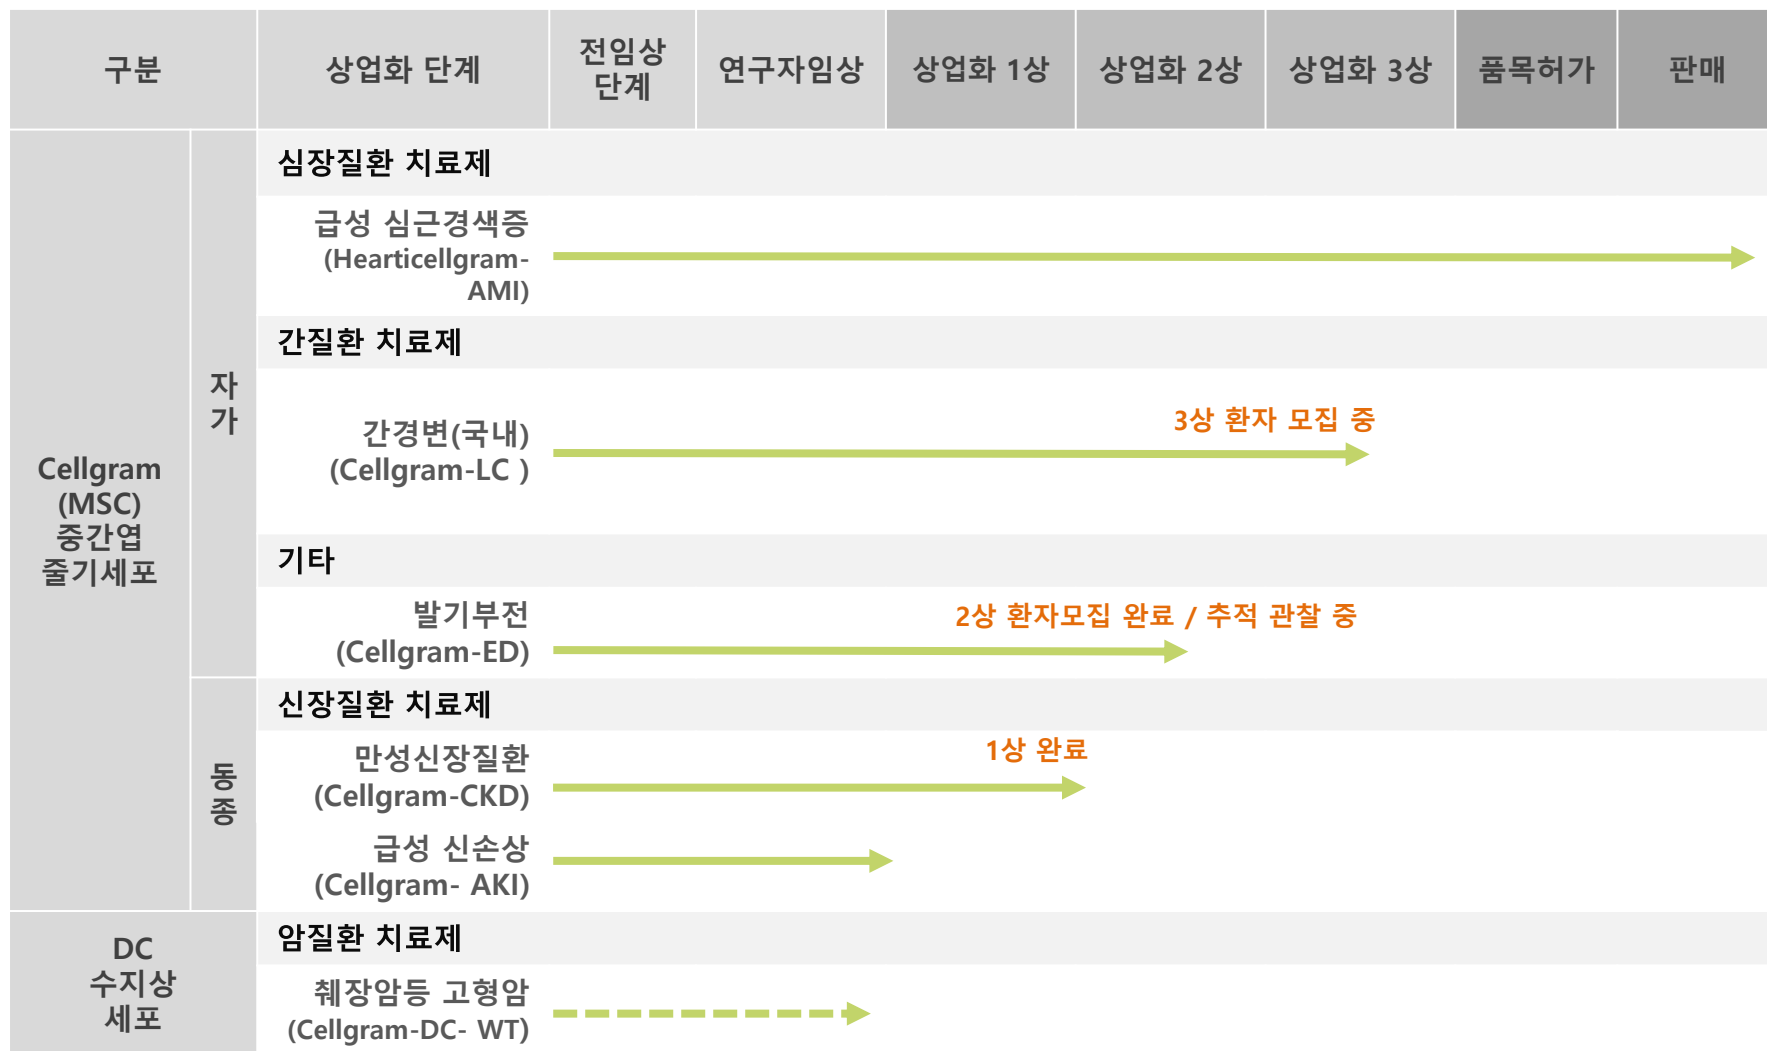 구분
상업화 단계
전임상
단계
연구자임상
상업화 1상
상업화 2상
상업화 3상
품목허가
판매
Cellgram
(MSC)
중간엽
줄기세포
자
가
심장질환 치료제
급성 심근경색증
(Hearticellgram-
AMI)
간질환 치료제
간경변(국내)
(Cellgram-LC )
3상 환자 모집 중
기타
발기부전
(Cellgram-ED)
2상 환자모집 완료 / 추적 관찰 중
동
종
신장질환 치료제
만성신장질환
(Cellgram-CKD)
1상 완료
급성 신손상
(Cellgram- AKI)
DC
수지상
세포
암질환 치료제
췌장암등 고형암
(Cellgram-DC- WT)